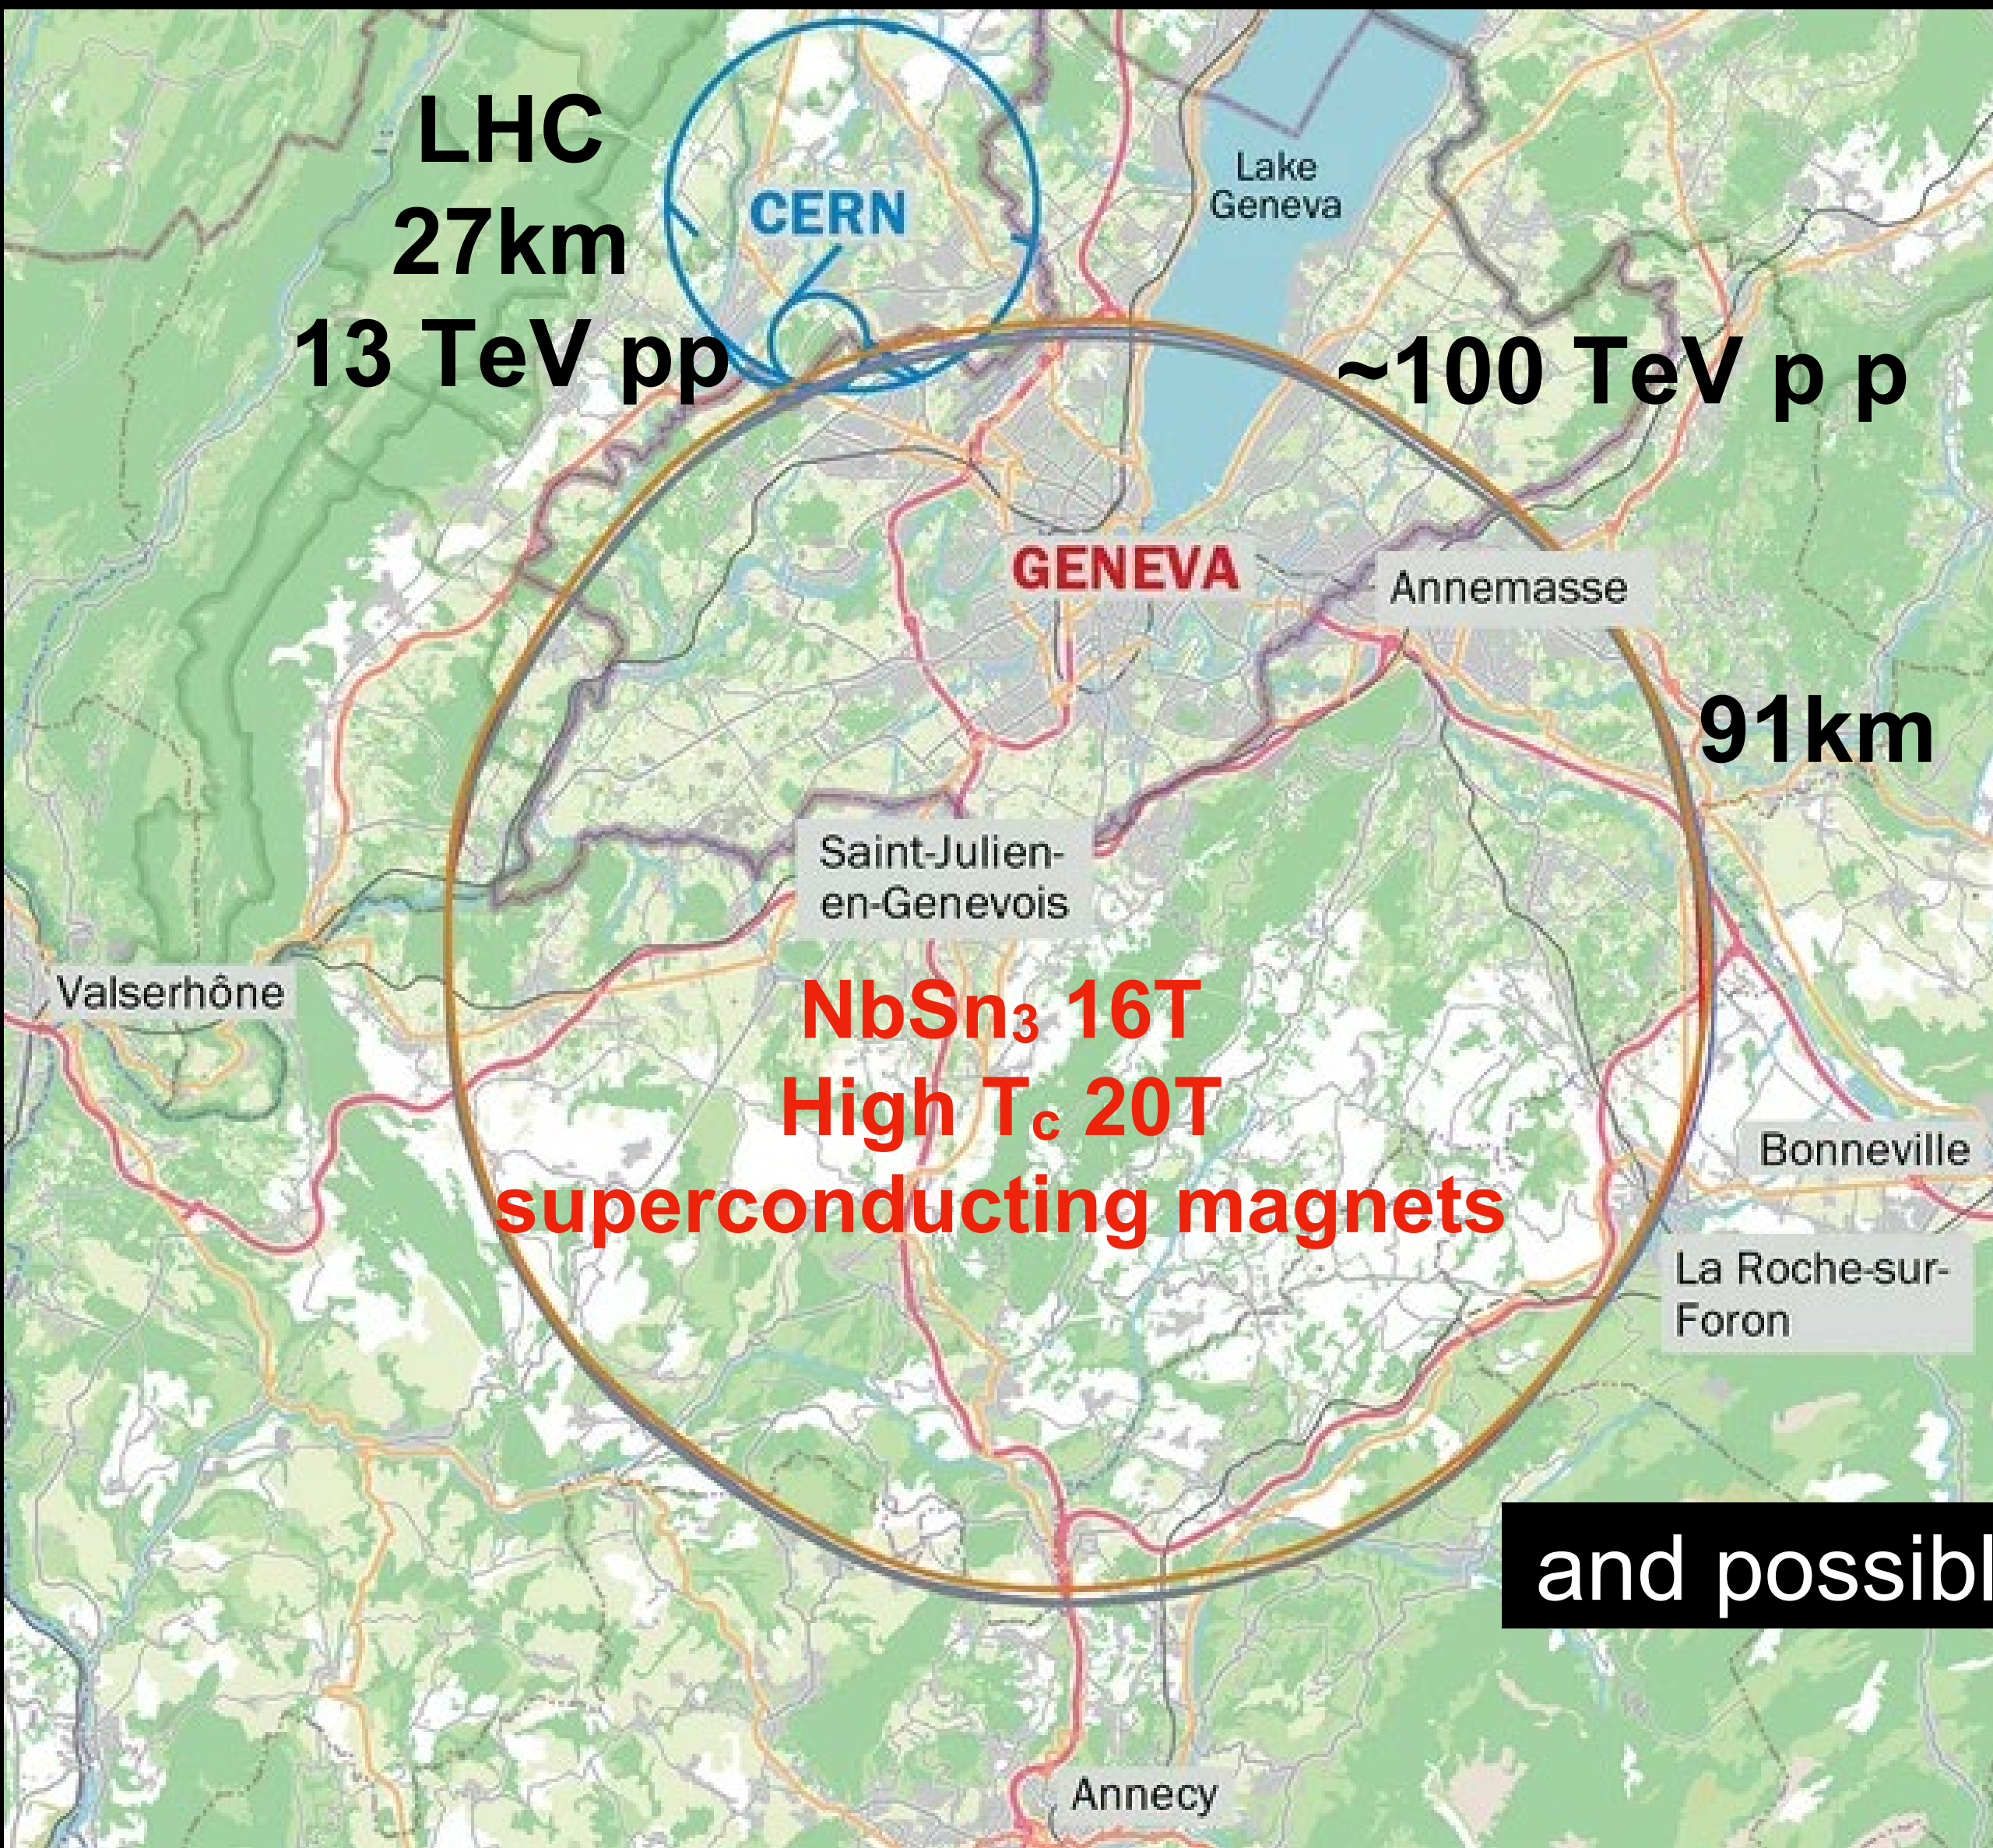 LHC
27km
13 TeV pp
CERN
Lake
Geneva
~100 TeV p p
GENEVA
Annemasse
91km
Saint-Julien-
en-Genevois
Valserhône
NbSn₃ 16T
High Tc 20T
superconducting magnets
Bonneville
La Roche-sur-
Foron
and possibl
Annecy